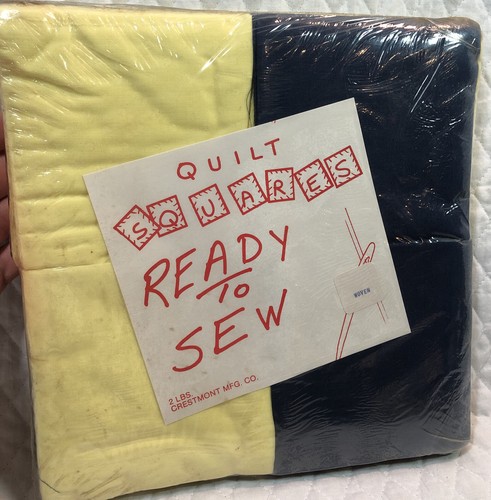 QUILT
SQUARES
READY
TO
SEW
WOVEN
2 LBS.
CRESTMONT MFG. CO.